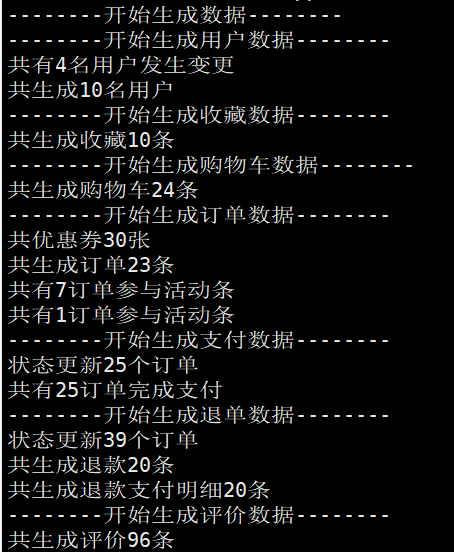 --------开始生成数据--------
--------开始生成用户数据--------
共有4名用户发生变更
共生成10名用户
--------开始生成收藏数据--------
共生成收藏10条
--------开始生成购物车数据--------
共生成购物车24条
--------开始生成订单数据--------
共优惠券30张
共生成订单23条
共有7订单参与活动条
共有1订单参与活动条
--------开始生成支付数据--------
状态更新25个订单
共有25订单完成支付
--------开始生成退单数据--------
状态更新39个订单
共生成退款20条
共生成退款支付明细20条
--------开始生成评价数据--------
共生成评价96条